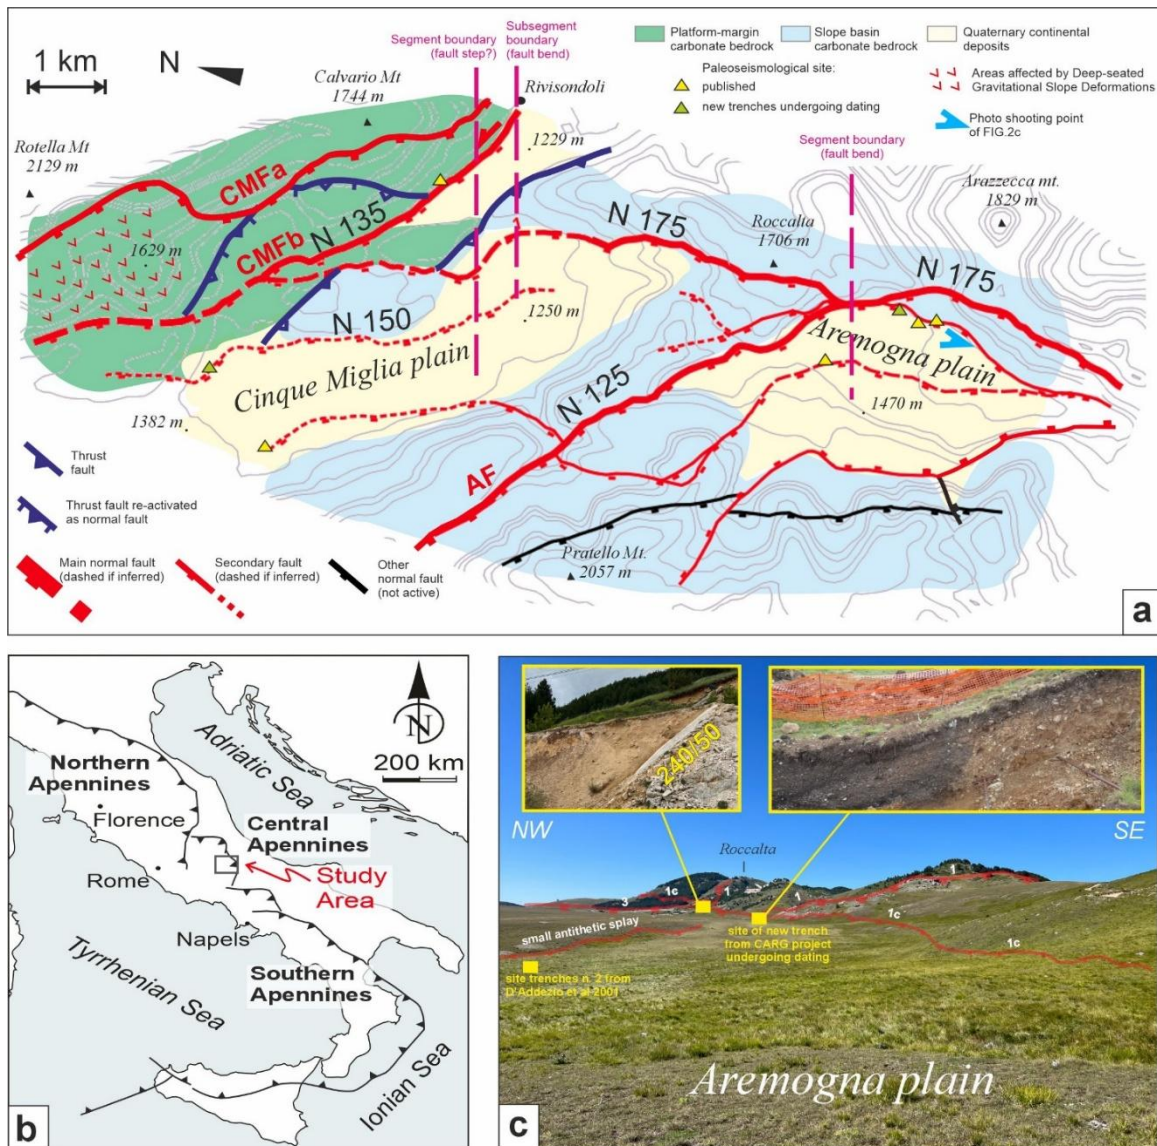 Platform-margin
carbonate bedrock
Slope basin
carbonate bedrock
Quaternary continental
deposits
Paleoseismological site:
published
new trenches undergoing dating
Areas affected by Deep-seated
Gravitational Slope Deformations
Photo shooting point
of FIG.2c
Segment boundary
(fault step?)
Subsegment
boundary
(fault bend)
Segment boundary
(fault bend)
1 km
N
Calvario Mt
1744 m
Rivisondoli
Rotella Mt
2129 m
1229 m
Arazzecca mt.
1829 m
CMFa
N 135
CMFb
1629 m
N 175
Roccalta
1706 m
N 175
N 150
1250 m
Aremogna plain
Cinque Miglia plain
N 125
1470 m
1382 m
AF
Pratello Mt.
2057 m
Thrust
fault
Thrust fault re-activated
as normal fault
Main normal fault
(dashed if inferred)
Secondary fault
(dashed if inferred)
Other
normal fault
(not active)
a
N
200 km
Adriatic Sea
Northern
Apennines
Florence
Central
Apennines
Study
Area
Rome
Napels
Southern
Apennines
Tyrrhenian Sea
Ionian Sea
b
240/50
NW
SE
Roccalta
1c
1
3
1
1
1c
1c
small antithetic splay
site of new trench
from CARG project
undergoing dating
site trenches n. 2 from
D'Addezio et al 2001
Aremogna plain
c